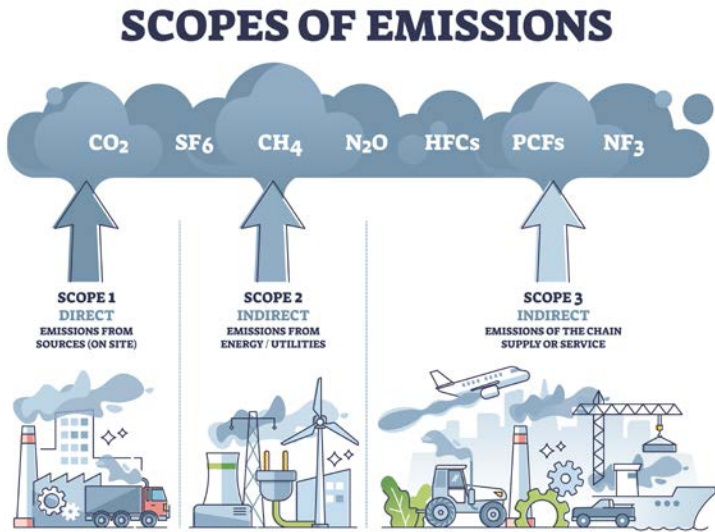 SCOPES OF EMISSIONS
CO2 SF6 CH4 N2O HFCs PCFs NF3
SCOPE 1
DIRECT
EMISSIONS FROM
SOURCES (ON SITE)
SCOPE 2
INDIRECT
EMISSIONS FROM
ENERGY / UTILITIES
SCOPE 3
INDIRECT
EMISSIONS OF THE CHAIN
SUPPLY OR SERVICE